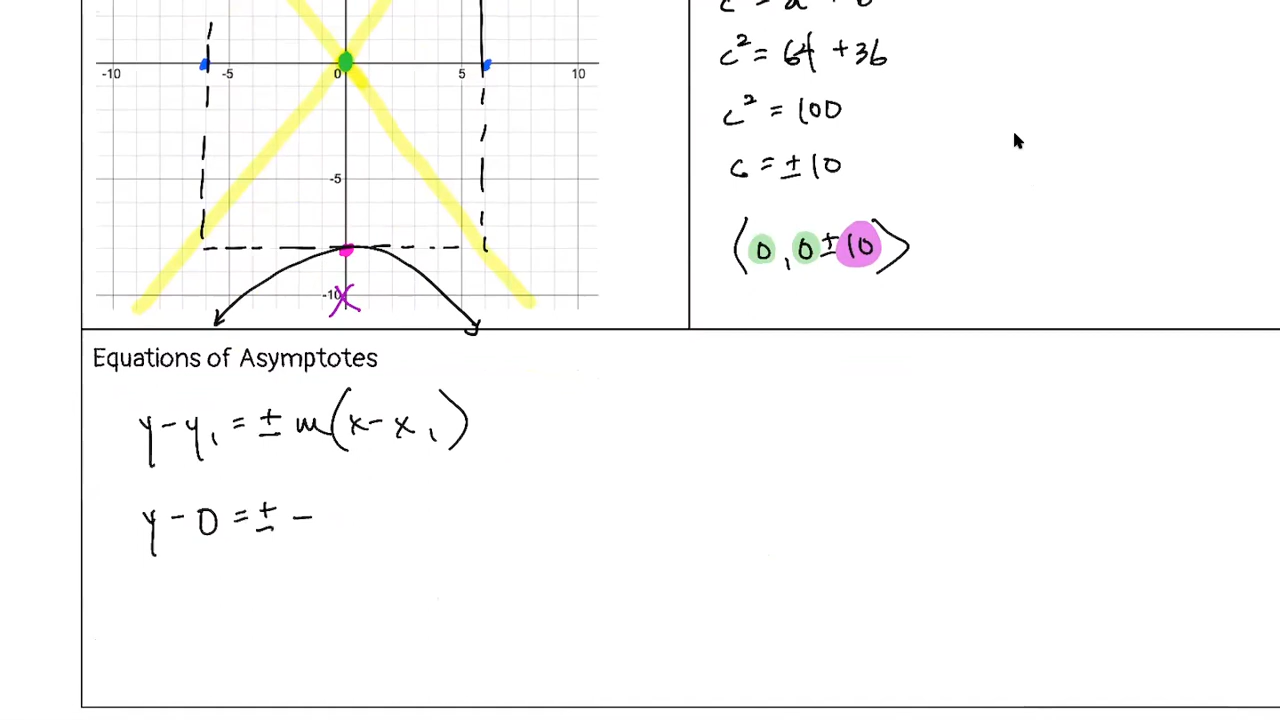 -10 -5 0 5 10
-5
-10
c² = 64 + 36
c² = 100
c = ± 10
(0, 0 ± 10)
Equations of Asymptotes
y - y₁ = ± m(x - x₁)
y - 0 = ± -